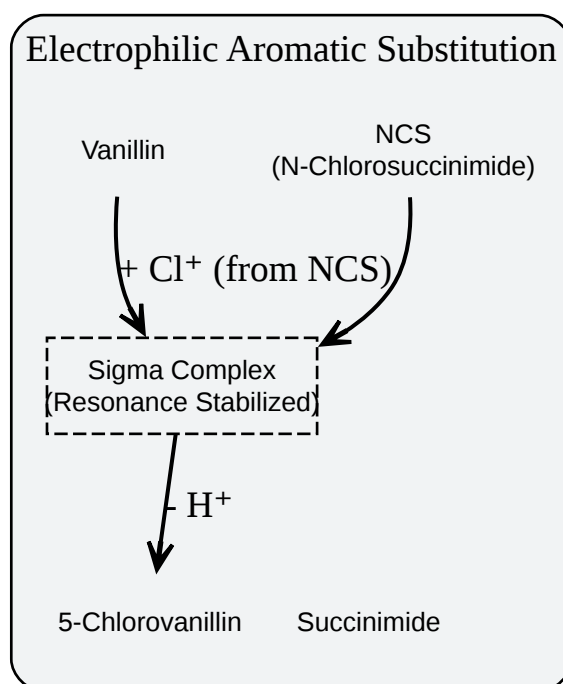 Electrophilic Aromatic Substitution
Vanillin
NCS
(N-Chlorosuccinimide)
+ Cl⁺ (from NCS)
Sigma Complex
(Resonance Stabilized)
- H⁺
5-Chlorovanillin
Succinimide